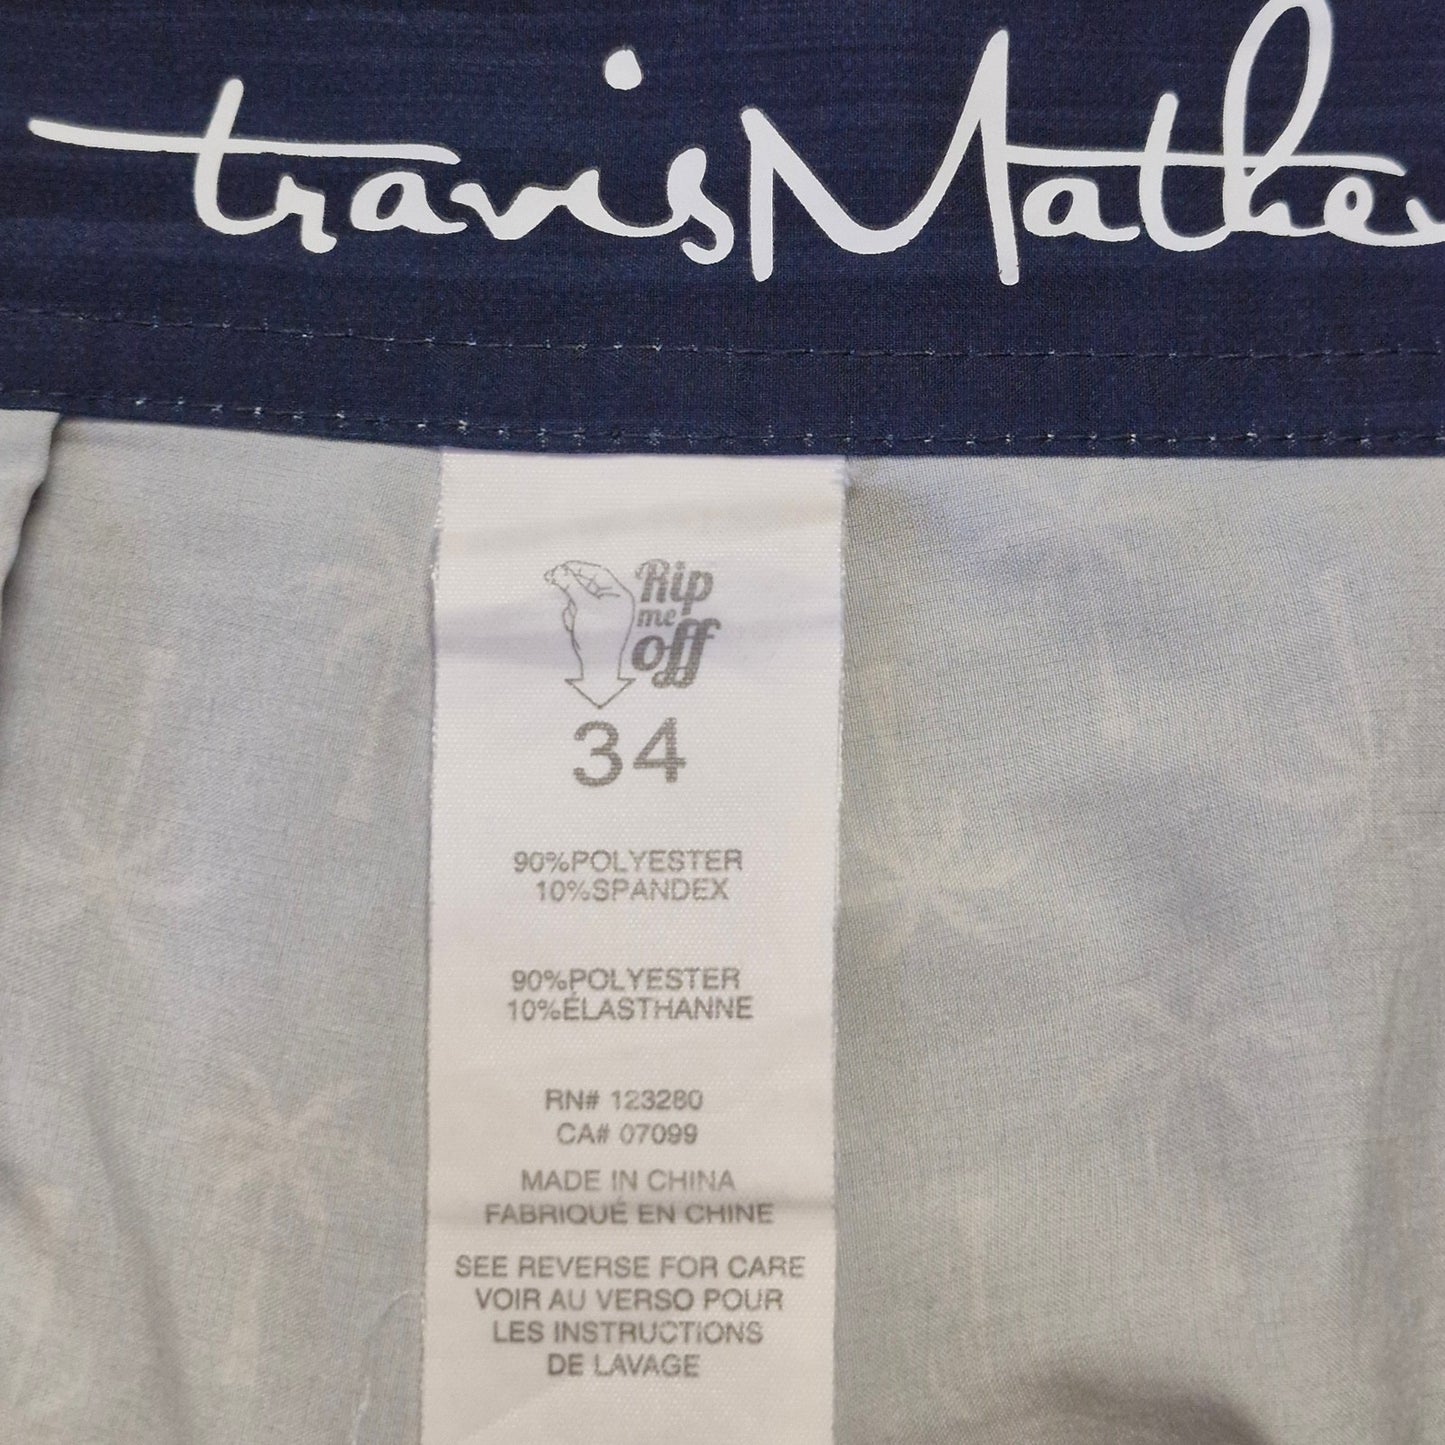 travisMathew
Rip
me
off
34
90%POLYESTER
10%SPANDEX
90%POLYESTER
10%ÉLASTHANNE
RN# 123280
CA# 07099
MADE IN CHINA
FABRIQUÉ EN CHINE
SEE REVERSE FOR CARE
VOIR AU VERSO POUR
LES INSTRUCTIONS
DE LAVAGE